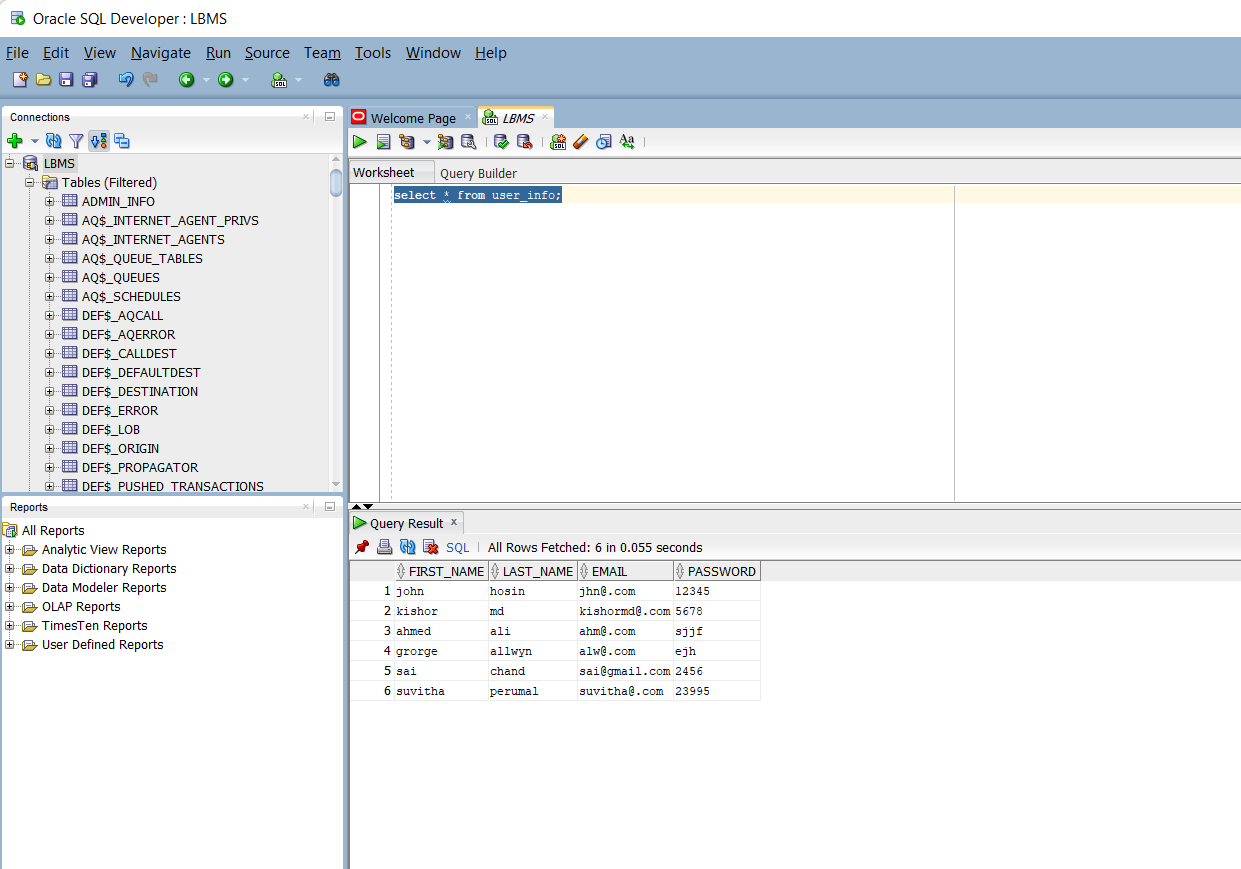 Oracle SQL Developer : LBMS
File Edit View Navigate Run Source Team Tools Window Help
Connections
LBMS
Tables (Filtered)
ADMIN_INFO
AQ$_INTERNET_AGENT_PRIVS
AQ$_INTERNET_AGENTS
AQ$_QUEUE_TABLES
AQ$_QUEUES
AQ$_SCHEDULES
DEF$_AQCALL
DEF$_AQERROR
DEF$_CALLDEST
DEF$_DEFAULTDEST
DEF$_DESTINATION
DEF$_ERROR
DEF$_LOB
DEF$_ORIGIN
DEF$_PROPAGATOR
DEF$_PUSHED_TRANSACTIONS
Reports
All Reports
Analytic View Reports
Data Dictionary Reports
Data Modeler Reports
OLAP Reports
TimesTen Reports
User Defined Reports
Welcome Page LBMS
Worksheet Query Builder
select * from user_info;
Query Result
SQL All Rows Fetched: 6 in 0.055 seconds
FIRST_NAME LAST_NAME EMAIL PASSWORD
1 john hosin jhn@.com 12345
2 kishor md kishormd@.com 5678
3 ahmed ali ahm@.com sjjf
4 grorge allwyn alw@.com ejh
5 sai chand sai@gmail.com 2456
6 suvitha perumal suvitha@.com 23995